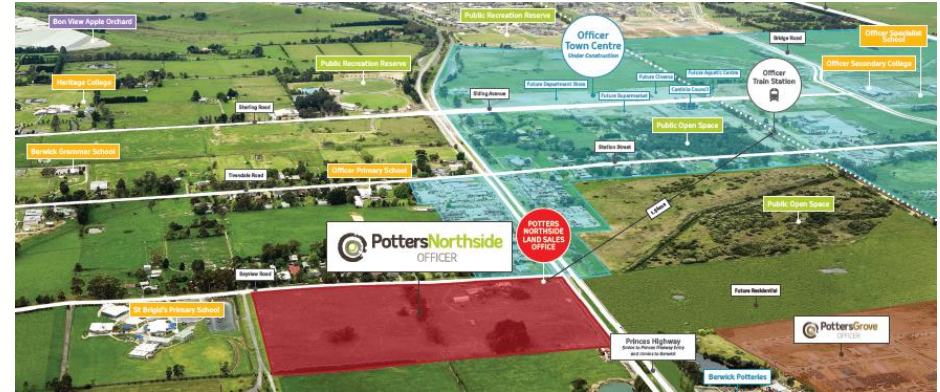 Bon View Apple Orchard
Public Recreation Reserve
Officer
Town Centre
Under Construction
Bridge Road
Officer Specialist
School
Public Recreation Reserve
Officer Secondary College
Heritage College
Future Cinema
Future Aquatic Centre
Officer
Train Station
Future Department Store
Cardinia Council
Siding Avenue
Future Supermarket
Starling Road
Public Open Space
Berwick Grammar School
Station Street
Tivendale Road
Officer Primary School
Public Open Space
PottersNorthside
OFFICER
POTTERS
NORTHSIDE
LAND SALES
OFFICE
Bayview Road
Future Residential
St Brigid's Primary School
PottersGrove
OFFICER
Princes Highway
Berwick Potteries